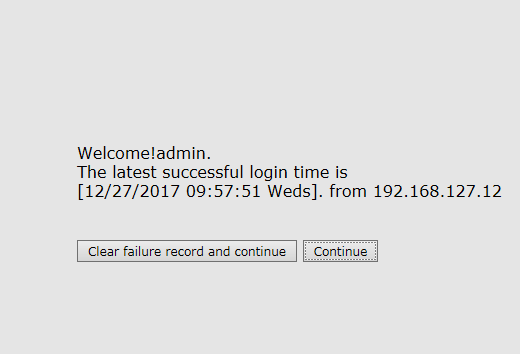 Welcome!admin.
The latest successful login time is
[12/27/2017 09:57:51 Weds]. from 192.168.127.12
Clear failure record and continue Continue